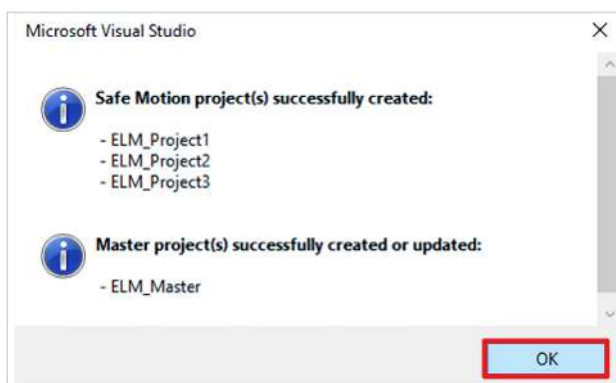 Microsoft Visual Studio
Safe Motion project(s) successfully created:
- ELM_Project1
- ELM_Project2
- ELM_Project3
Master project(s) successfully created or updated:
- ELM_Master
OK